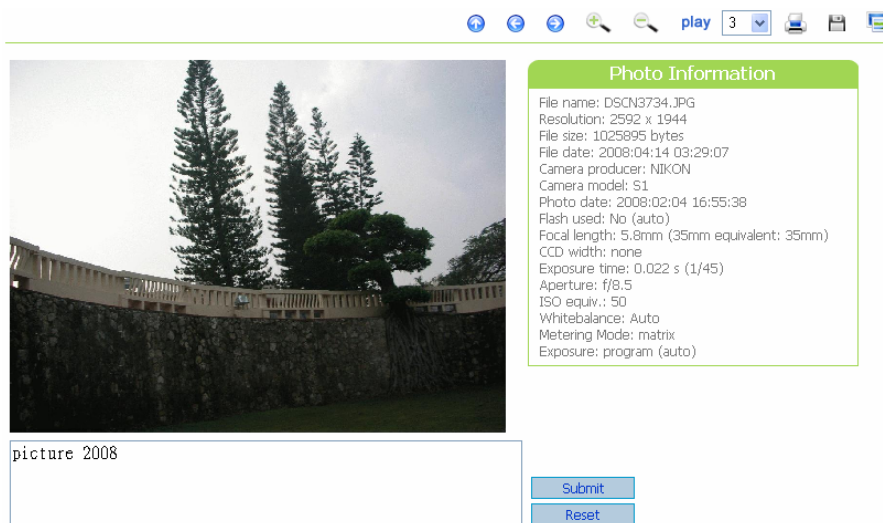 play 3
Photo Information
File name: DSCN3734.JPG
Resolution: 2592 x 1944
File size: 1025895 bytes
File date: 2008:04:14 03:29:07
Camera producer: NIKON
Camera model: S1
Photo date: 2008:02:04 16:55:38
Flash used: No (auto)
Focal length: 5.8mm (35mm equivalent: 35mm)
CCD width: none
Exposure time: 0.022 s (1/45)
Aperture: f/8.5
ISO equiv.: 50
Whitebalance: Auto
Metering Mode: matrix
Exposure: program (auto)
picture 2008
Submit
Reset